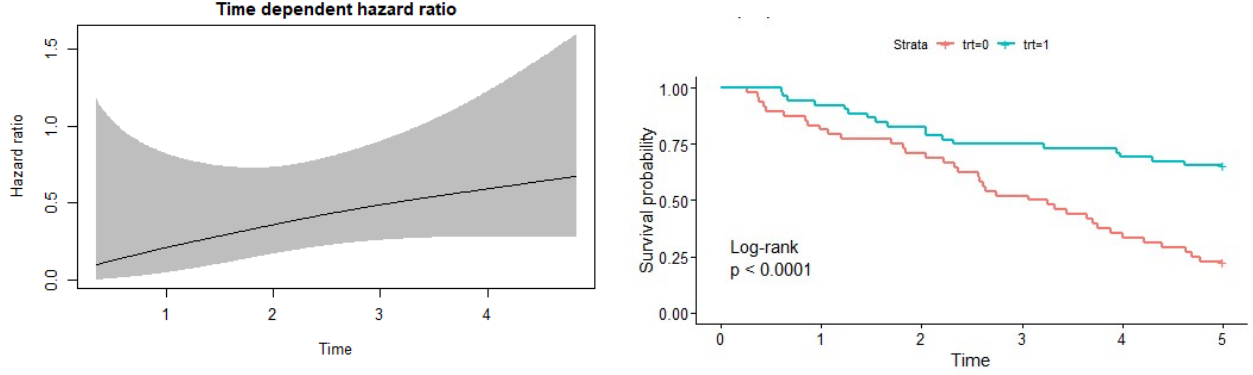 Time dependent hazard ratio
Hazard ratio
1.5
1.0
0.5
0.0
1 2 3 4
Time
Strata trt=0 trt=1
Survival probability
1.00
0.75
0.50
0.25
0.00
Log-rank
p < 0.0001
0 1 2 3 4 5
Time